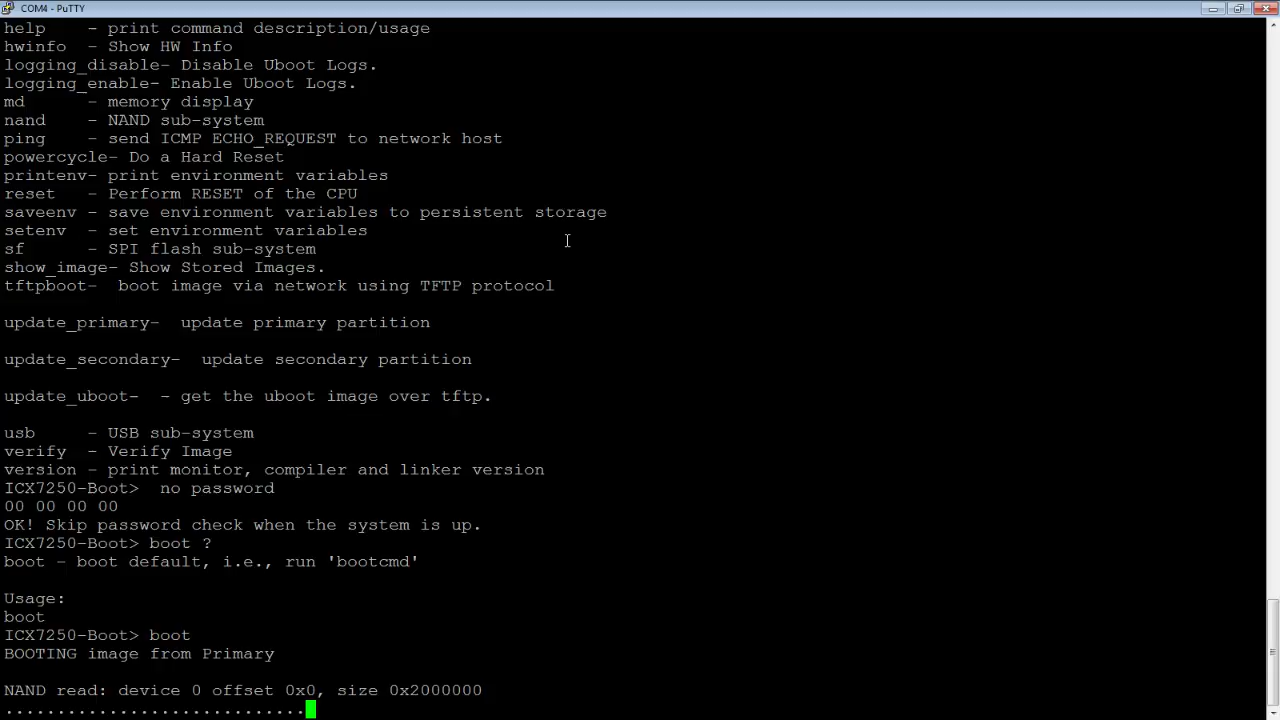 COM4 - PuTTY
help     - print command description/usage
hwinfo  - Show HW Info
logging_disable- Disable Uboot Logs.
logging_enable- Enable Uboot Logs.
md      - memory display
nand    - NAND sub-system
ping    - send ICMP ECHO_REQUEST to network host
powercycle- Do a Hard Reset
printenv- print environment variables
reset   - Perform RESET of the CPU
saveenv - save environment variables to persistent storage
setenv  - set environment variables
sf      - SPI flash sub-system
show_image- Show Stored Images.
tftpboot-  boot image via network using TFTP protocol
update_primary-  update primary partition
update_secondary-  update secondary partition
update_uboot-  - get the uboot image over tftp.
usb     - USB sub-system
verify  - Verify Image
version - print monitor, compiler and linker version
ICX7250-Boot>  no password
00 00 00 00
OK! Skip password check when the system is up.
ICX7250-Boot> boot ?
boot - boot default, i.e., run 'bootcmd'
Usage:
boot
ICX7250-Boot> boot
BOOTING image from Primary
NAND read: device 0 offset 0x0, size 0x2000000
.............................